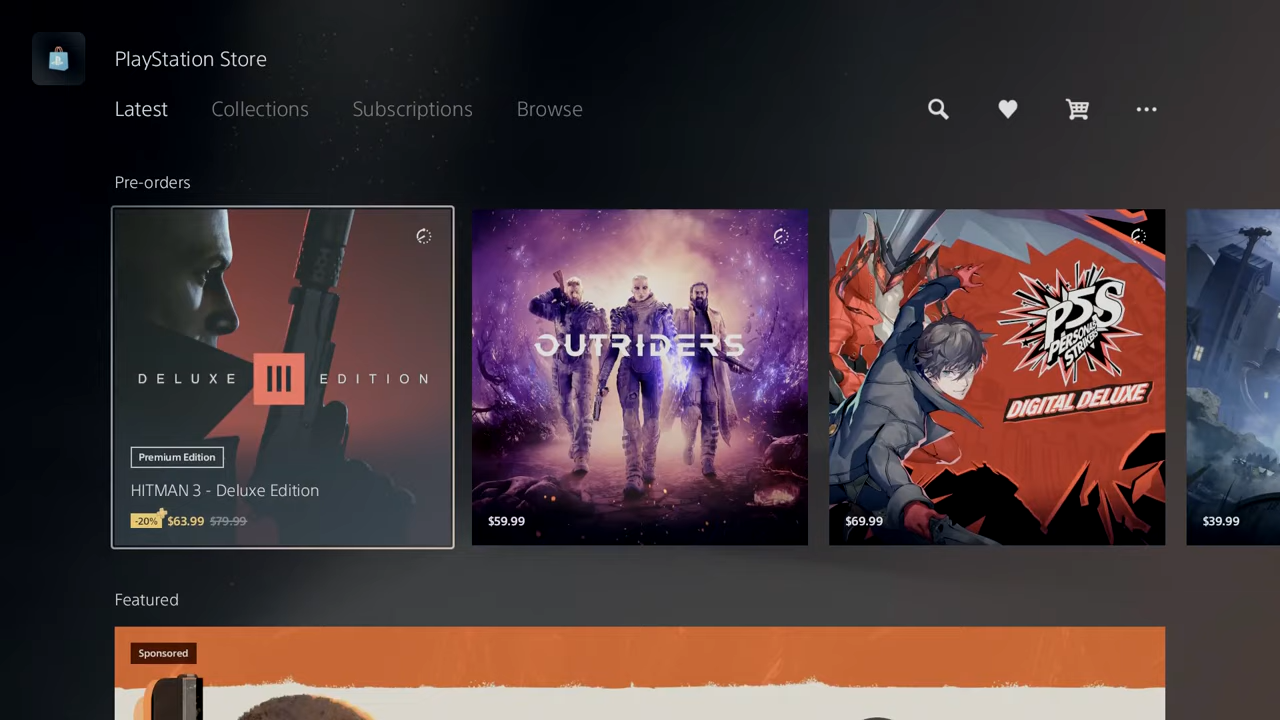 PlayStation Store
Latest Collections Subscriptions Browse
Pre-orders
DELUXE III EDITION
Premium Edition
HITMAN 3 - Deluxe Edition
-20% $63.99 $79.99
OUTRIDERS
$59.99
P5S
PERSONA5
STRIKERS
DIGITAL DELUXE
$69.99
$39.99
Featured
Sponsored